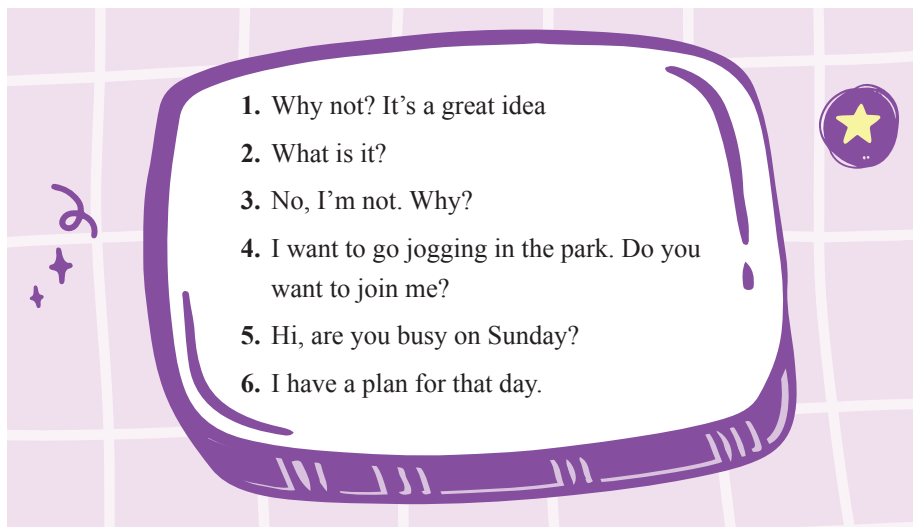 1. Why not? It's a great idea
2. What is it?
3. No, I'm not. Why?
4. I want to go jogging in the park. Do you
want to join me?
5. Hi, are you busy on Sunday?
6. I have a plan for that day.